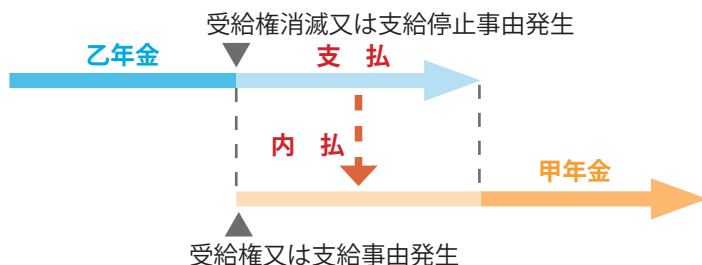 受給権消滅又は支給停止事由発生
乙年金
支 払
内 払
甲年金
受給権又は支給事由発生